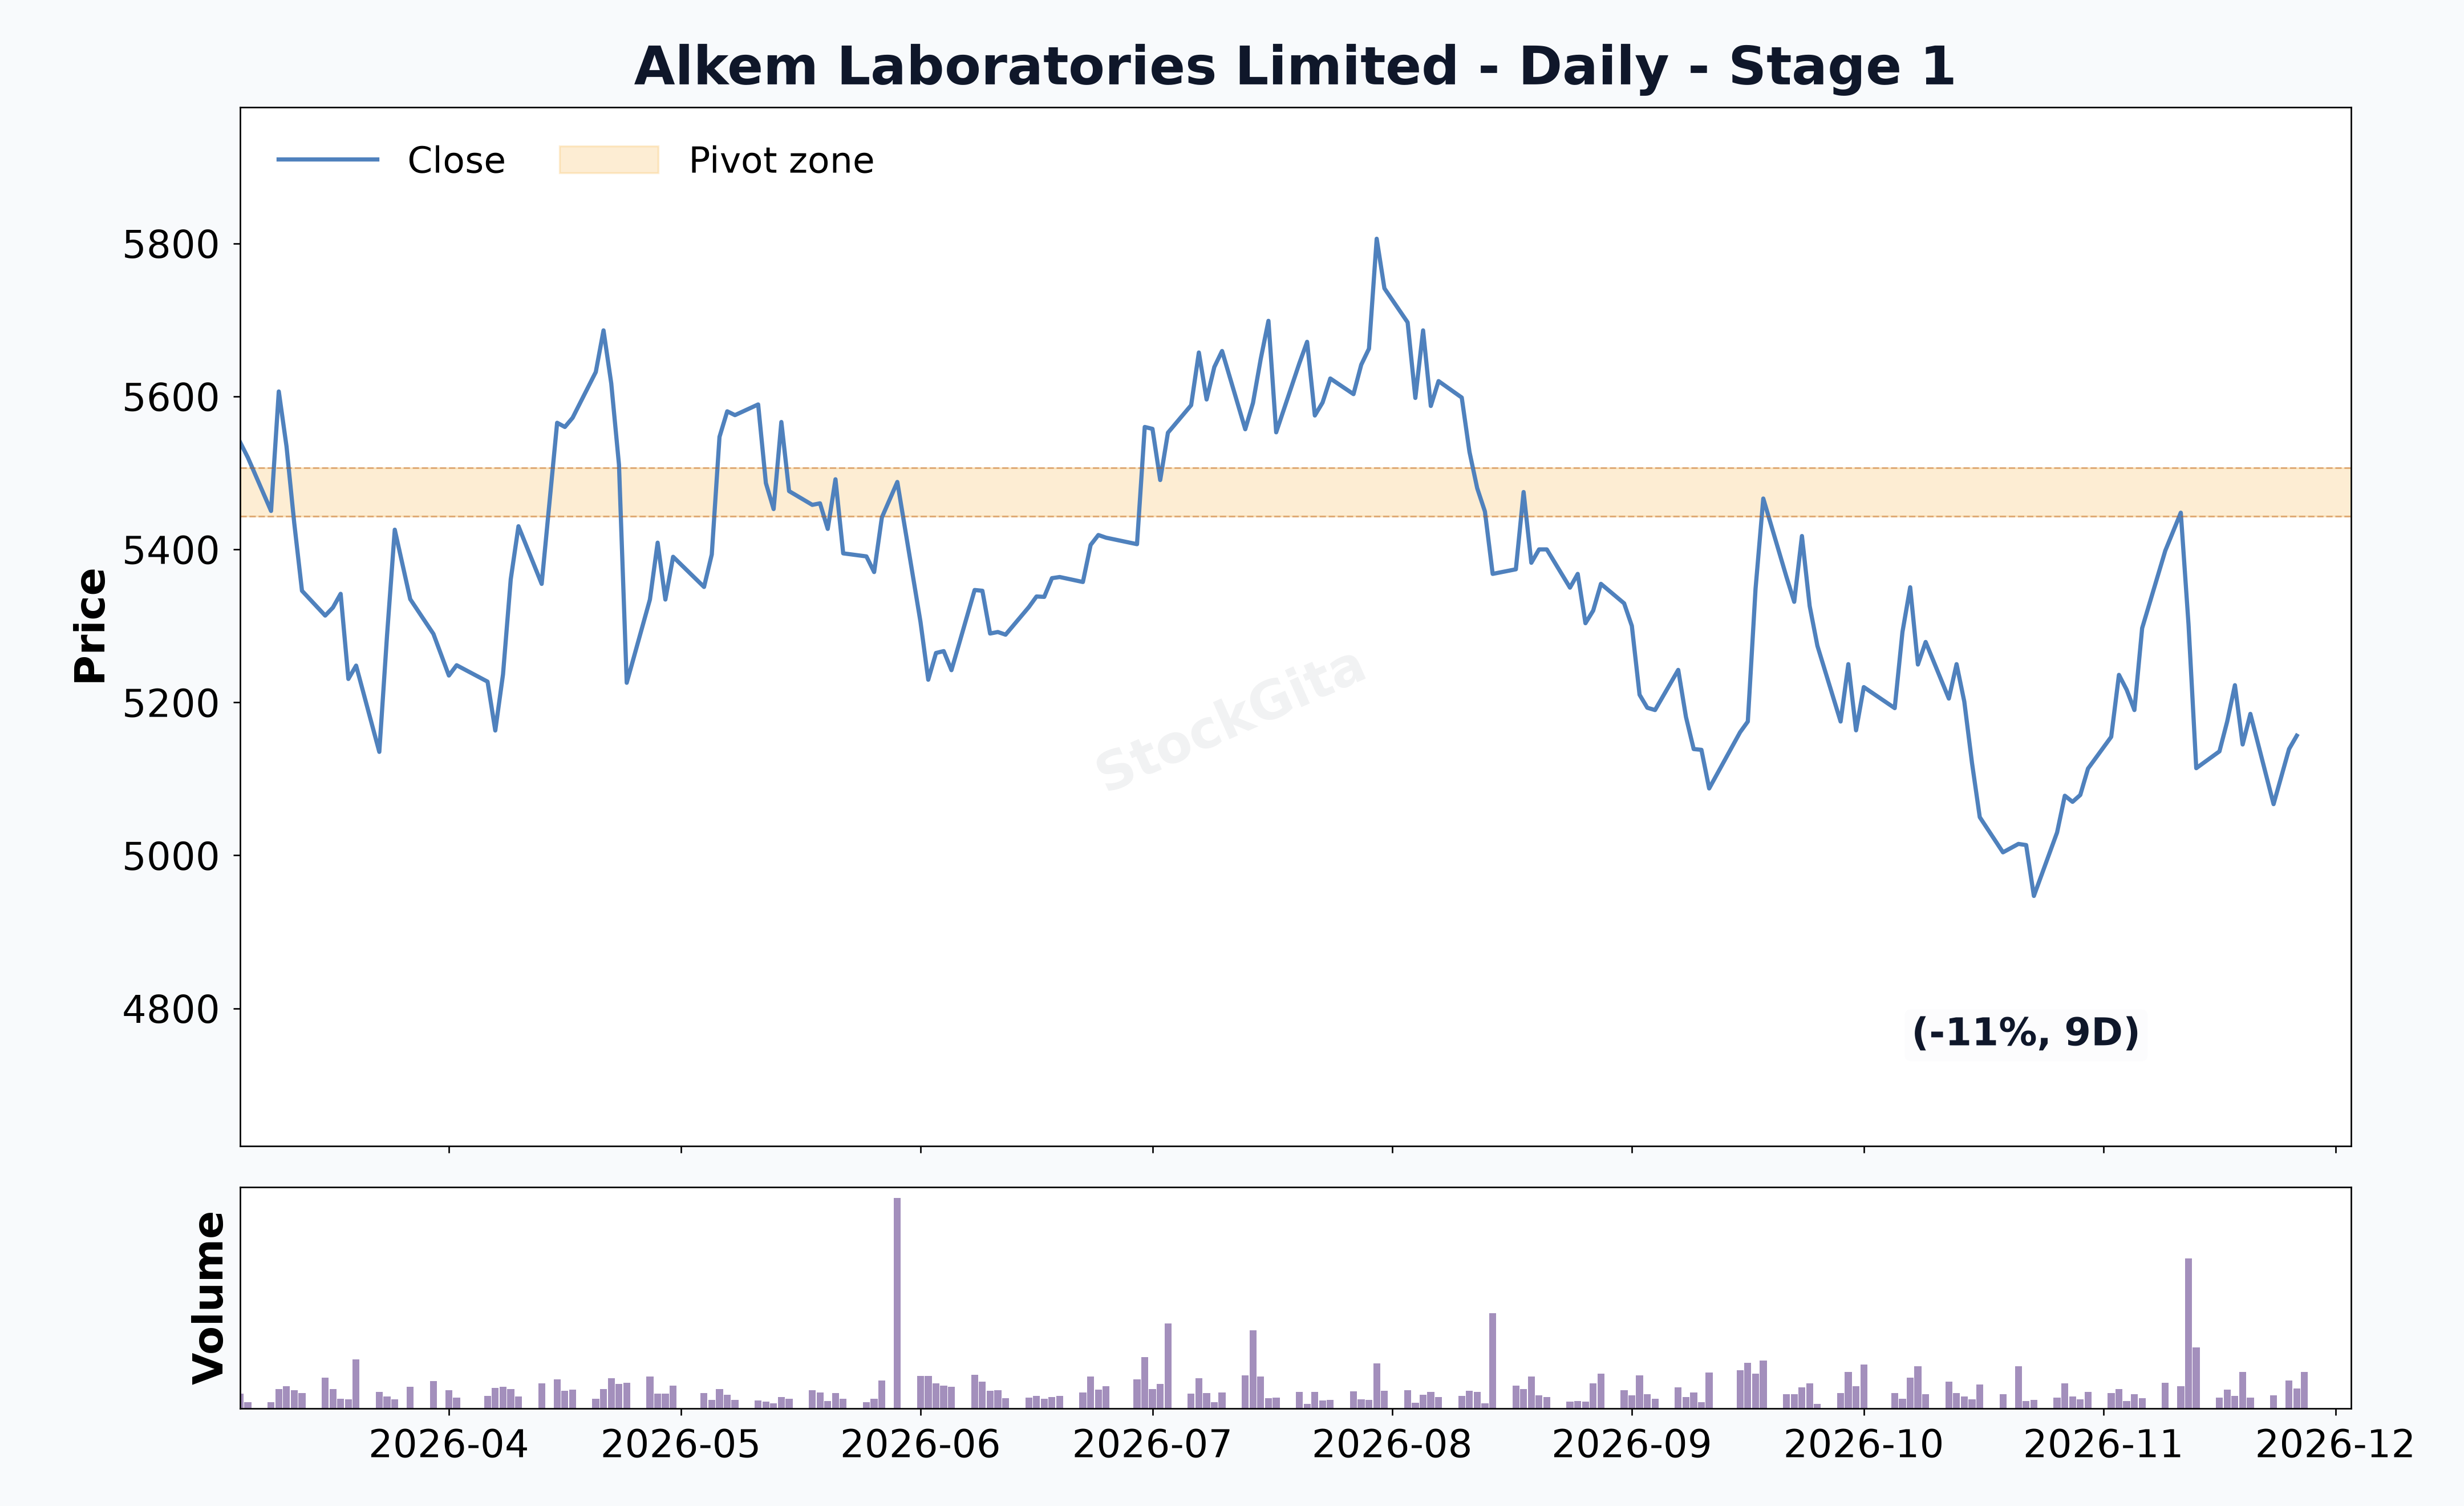 Alkem Laboratories Limited - Daily - Stage 1
Close
Pivot zone
5800
5600
5400
5200
5000
4800
Price
StockGita
(-11%, 9D)
Volume
2026-04
2026-05
2026-06
2026-07
2026-08
2026-09
2026-10
2026-11
2026-12